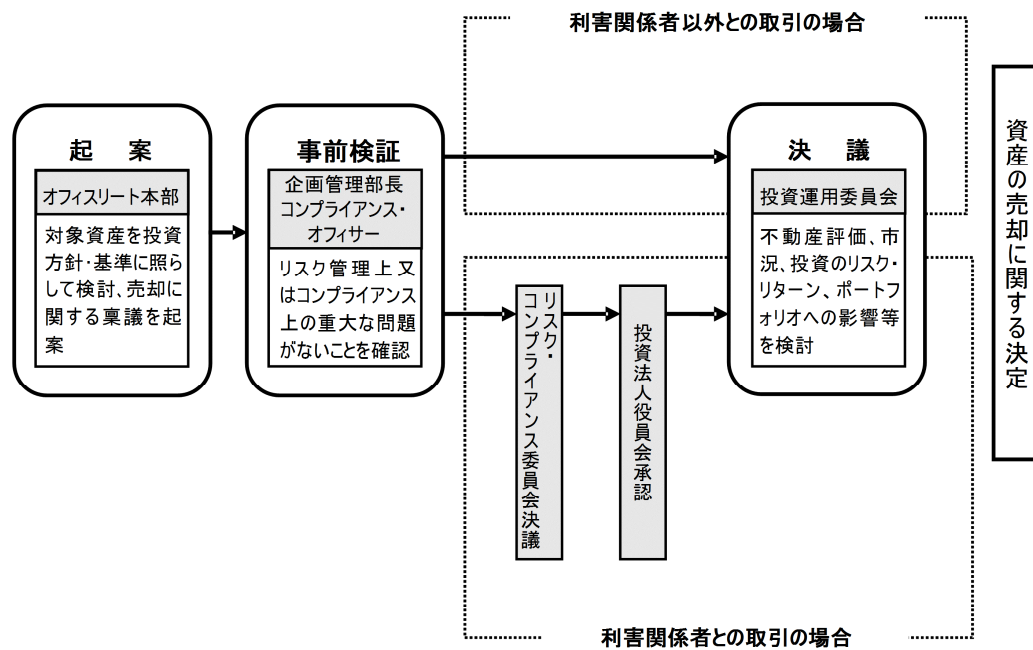 利害関係者以外との取引の場合
起　案
オフィスリート本部
対象資産を投資
方針・基準に照ら
して検討、売却に
関する稟議を起
案
事前検証
企画管理部長
コンプライアンス・
オフィサー
リスク管理上又
はコンプライアンス
上の重大な問題
がないことを確認
リスク・
コンプライアンス委員会決議
投資法人役員会承認
決　議
投資運用委員会
不動産評価、市
況、投資のリスク・
リターン、ポートフ
ォリオへの影響等
を検討
資産の売却に関する決定
利害関係者との取引の場合